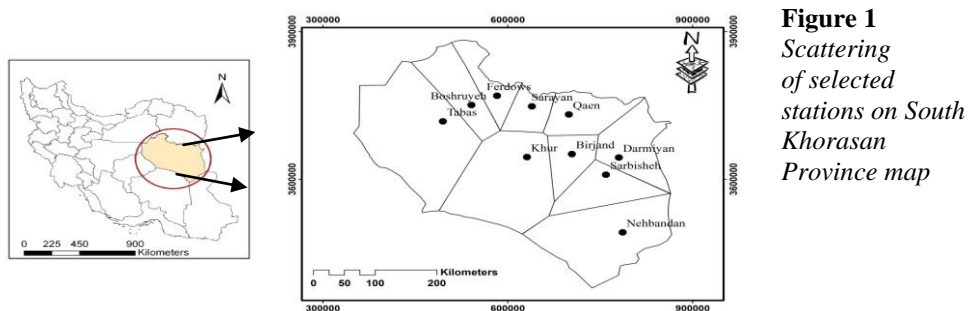 N
0 225 450 900
Kilometers
300000 600000 900000
3900000 3900000
N
Ferdows
Boshruyeh Sarayan
Tabas Qaen
Khur Birjand Darmiyan
Sarbisheh
3600000 3600000
Nehbandan
Kilometers
0 50 100 200
300000 600000 900000
Figure 1
Scattering
of selected
stations on South
Khorasan
Province map